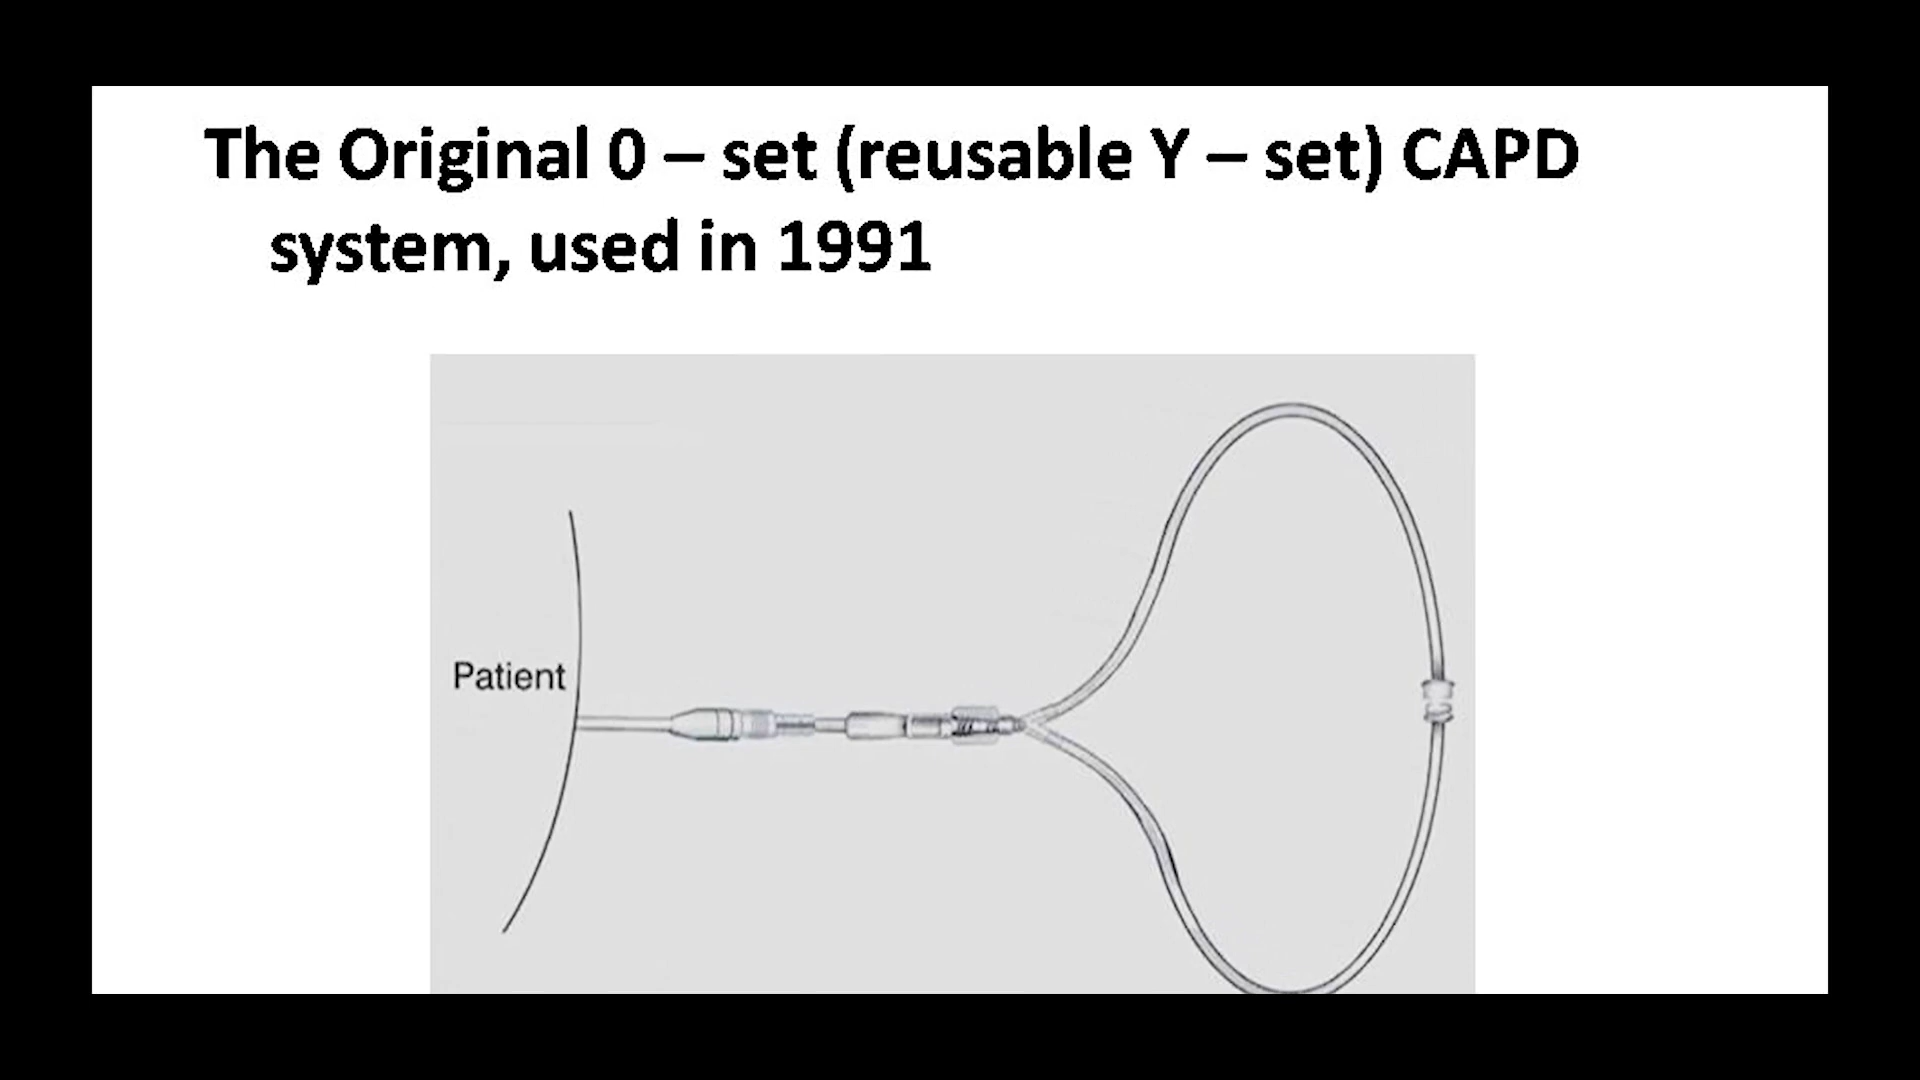 The Original 0 – set (reusable Y – set) CAPD
system, used in 1991
Patient